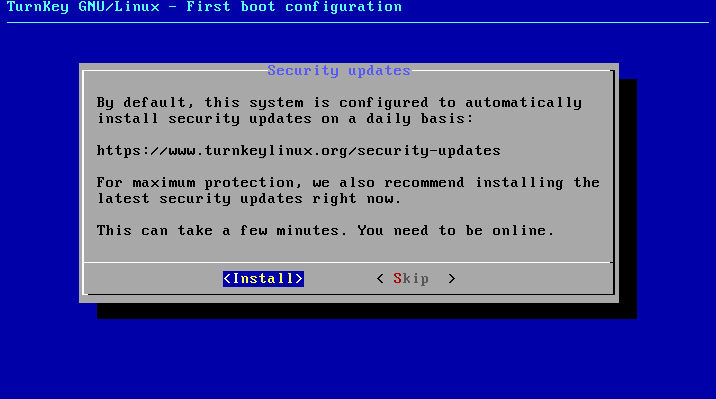 TurnKey GNU/Linux - First boot configuration
Security updates
By default, this system is configured to automatically
install security updates on a daily basis:
https://www.turnkeylinux.org/security-updates
For maximum protection, we also recommend installing the
latest security updates right now.
This can take a few minutes. You need to be online.
<Install> < Skip >